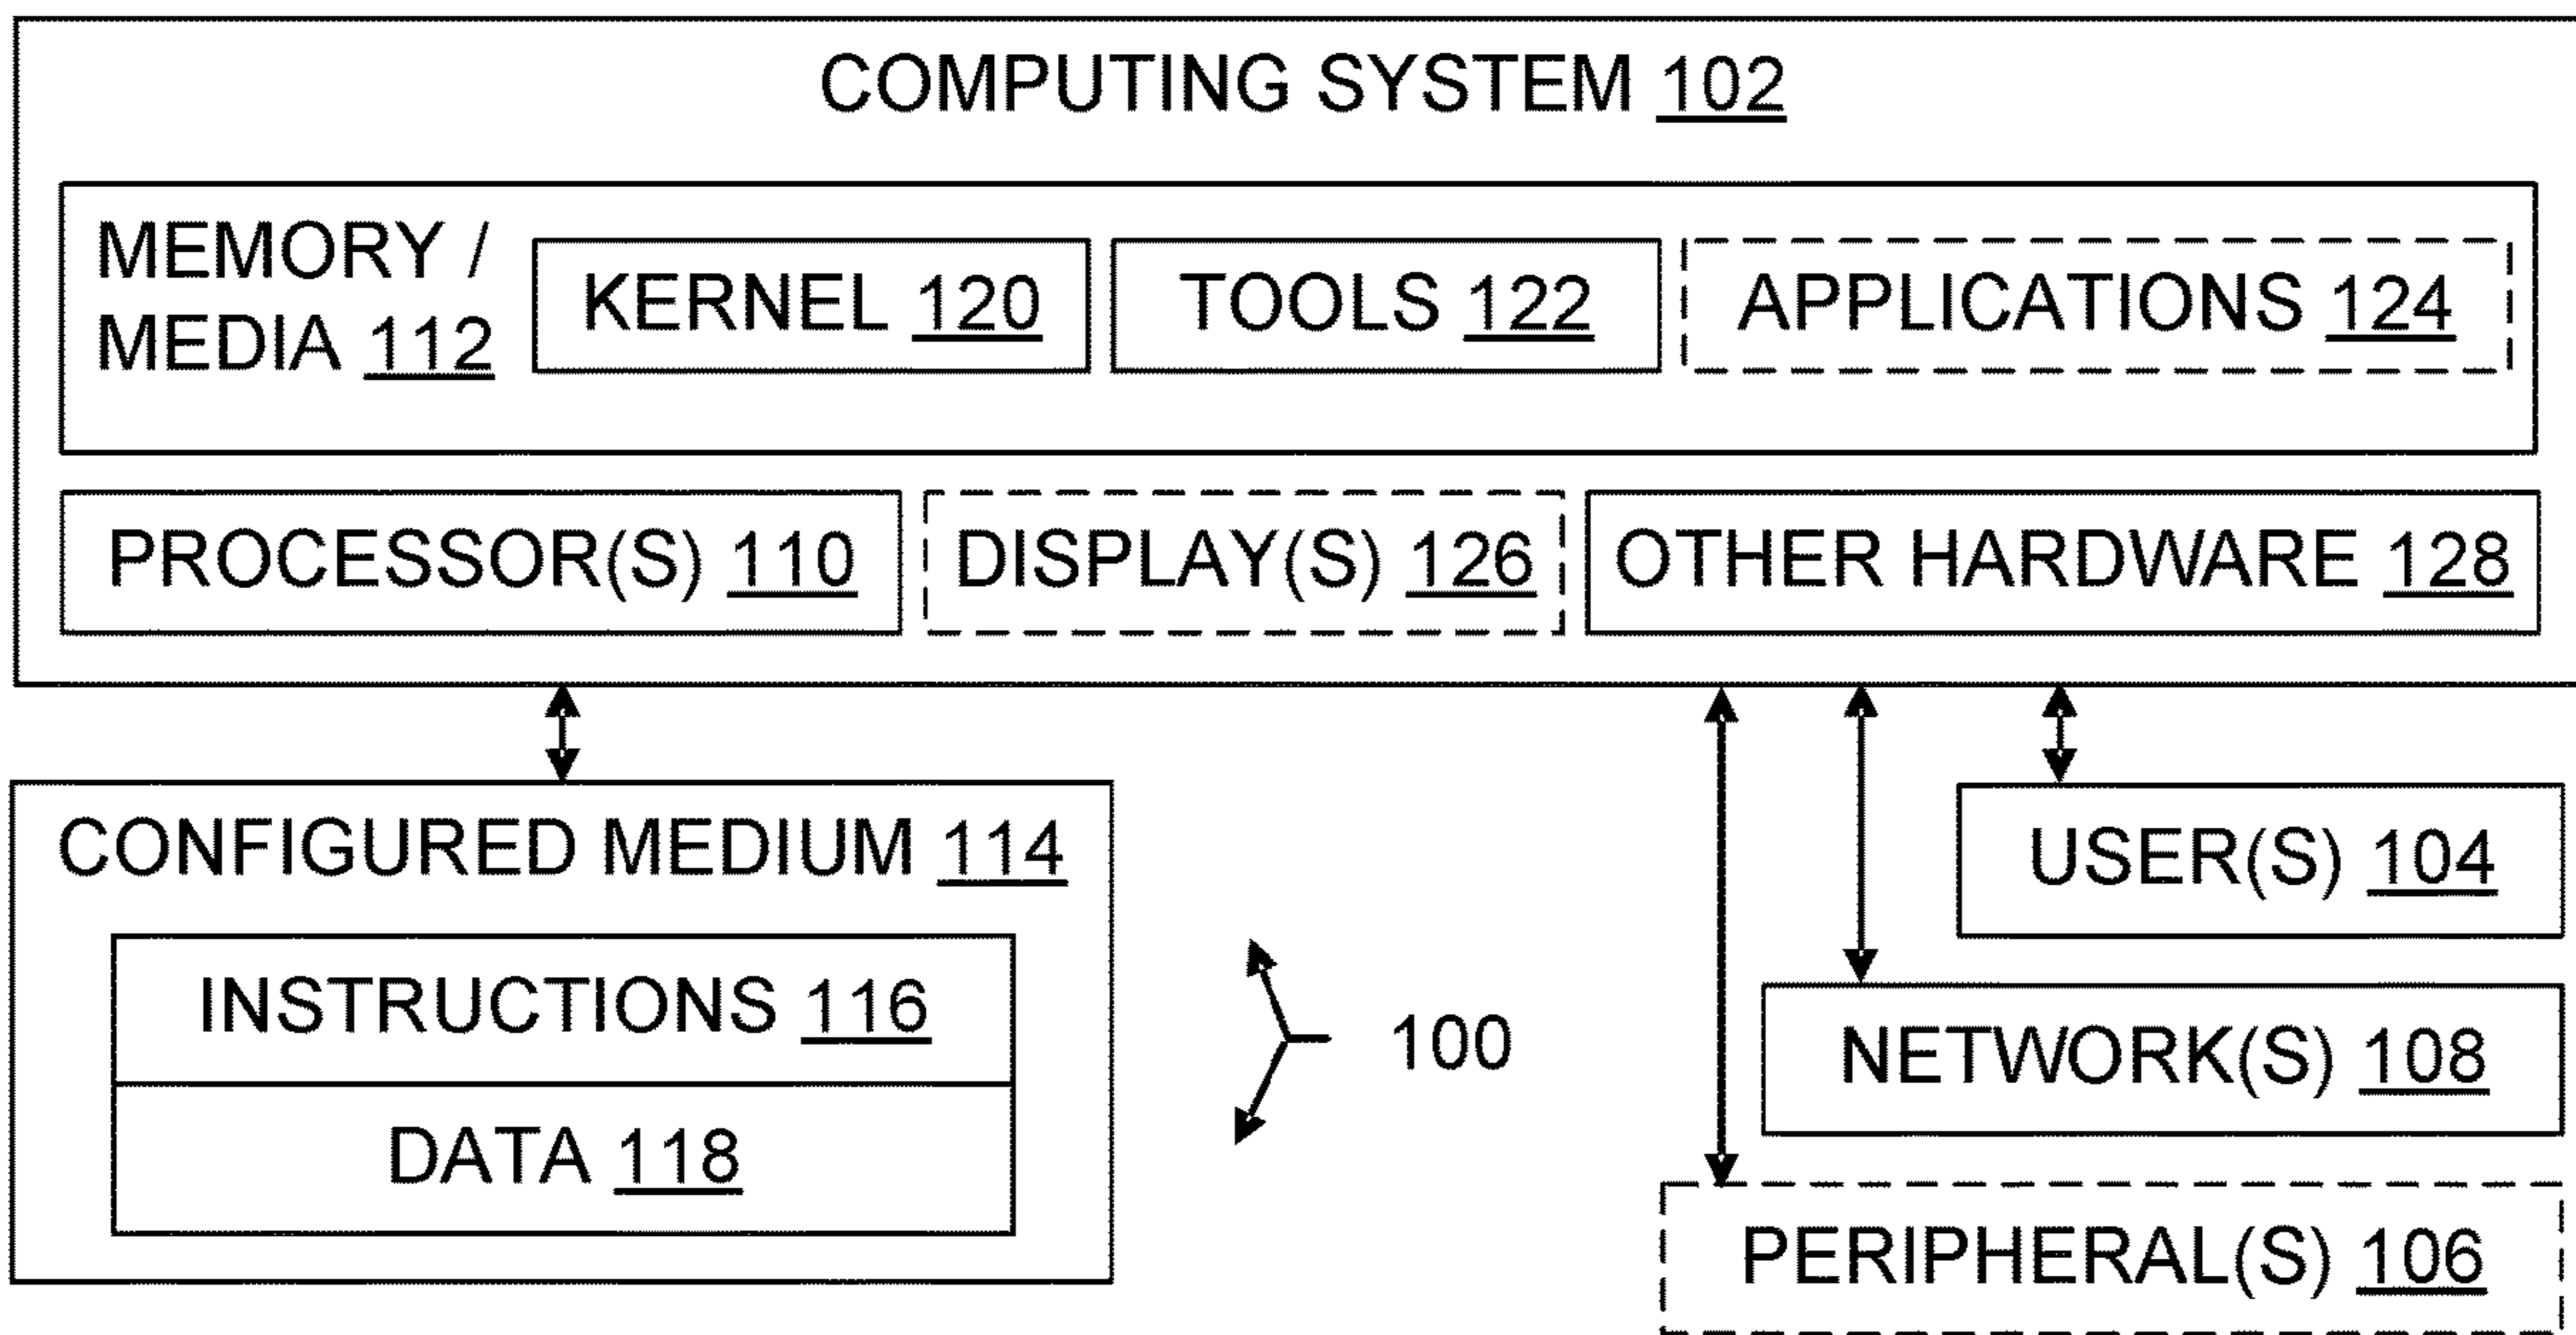 COMPUTING SYSTEM 102
MEMORY /
MEDIA 112
KERNEL 120
TOOLS 122
APPLICATIONS 124
PROCESSOR(S) 110
DISPLAY(S) 126
OTHER HARDWARE 128
CONFIGURED MEDIUM 114
INSTRUCTIONS 116
DATA 118
100
USER(S) 104
NETWORK(S) 108
PERIPHERAL(S) 106